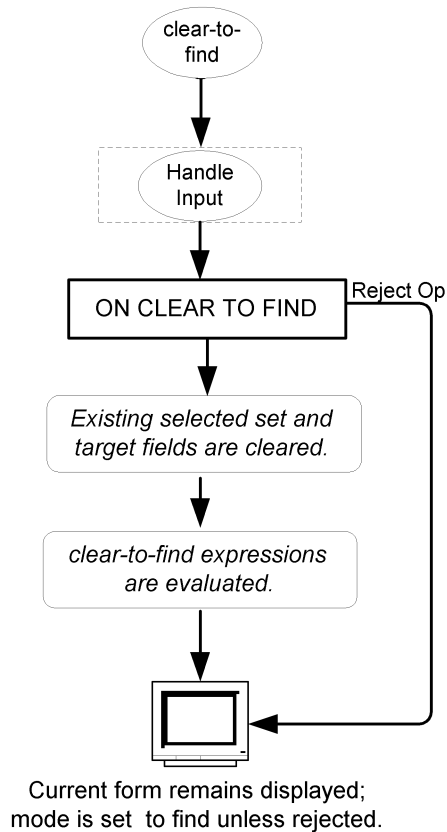 clear-to-
find
Handle
Input
ON CLEAR TO FIND
Reject Op
Existing selected set and
target fields are cleared.
clear-to-find expressions
are evaluated.
Current form remains displayed;
mode is set to find unless rejected.